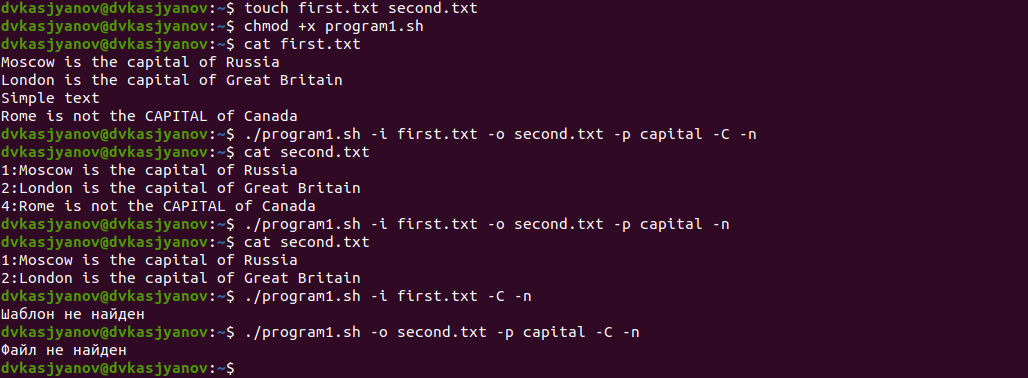 dvkasjyanov@dvkasjyanov:~$ touch first.txt second.txt
dvkasjyanov@dvkasjyanov:~$ chmod +x program1.sh
dvkasjyanov@dvkasjyanov:~$ cat first.txt
Moscow is the capital of Russia
London is the capital of Great Britain
Simple text
Rome is not the CAPITAL of Canada
dvkasjyanov@dvkasjyanov:~$ ./program1.sh -i first.txt -o second.txt -p capital -C -n
dvkasjyanov@dvkasjyanov:~$ cat second.txt
1:Moscow is the capital of Russia
2:London is the capital of Great Britain
4:Rome is not the CAPITAL of Canada
dvkasjyanov@dvkasjyanov:~$ ./program1.sh -i first.txt -o second.txt -p capital -n
dvkasjyanov@dvkasjyanov:~$ cat second.txt
1:Moscow is the capital of Russia
2:London is the capital of Great Britain
dvkasjyanov@dvkasjyanov:~$ ./program1.sh -i first.txt -C -n
Шаблон не найден
dvkasjyanov@dvkasjyanov:~$ ./program1.sh -o second.txt -p capital -C -n
Файл не найден
dvkasjyanov@dvkasjyanov:~$